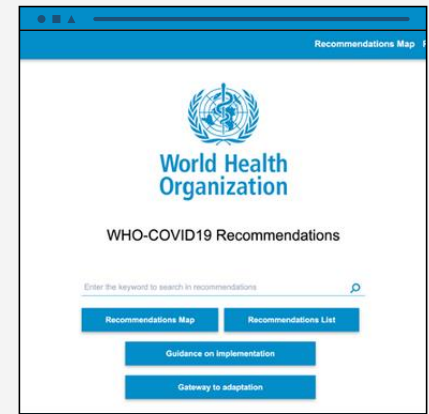 Recommendations Map
World Health
Organization
WHO-COVID19 Recommendations
Enter the keyword to search in recommendations
Recommendations Map
Recommendations List
Guidance on implementation
Gateway to adaptation